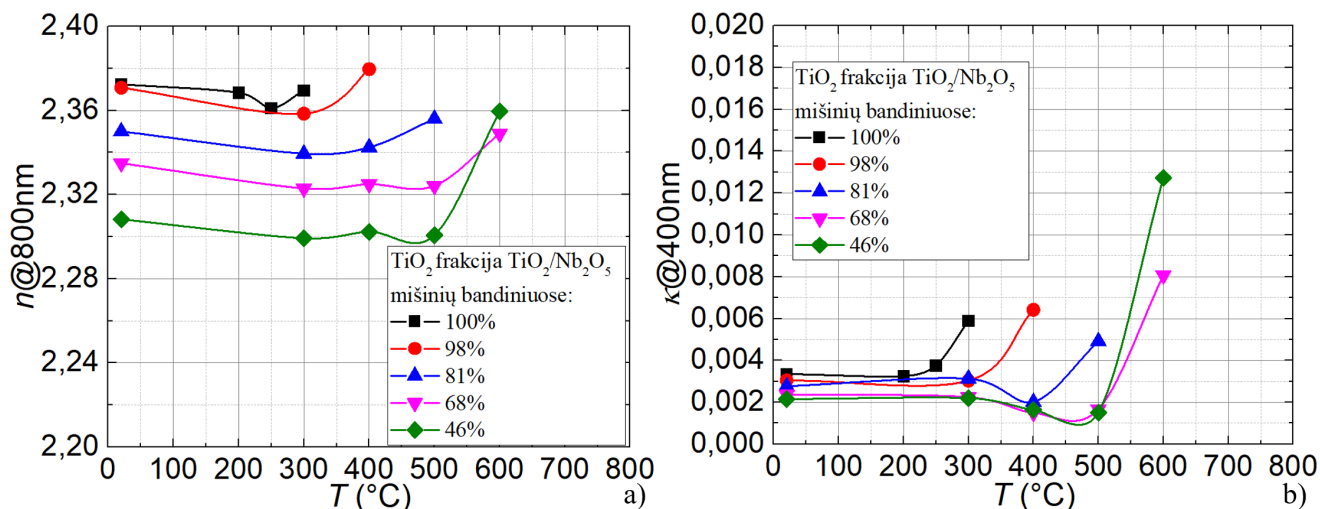 2,40
2,36
2,32
2,28
2,24
2,20
n@800nm
0 100 200 300 400 500 600 700 800
T (°C)
a)
TiO₂ frakcija TiO₂/Nb₂O₅
mišinių bandiniuose:
100%
98%
81%
68%
46%
0,020
0,018
0,016
0,014
0,012
0,010
0,008
0,006
0,004
0,002
0,000
κ@400nm
0 100 200 300 400 500 600 700 800
T (°C)
b)
TiO₂ frakcija TiO₂/Nb₂O₅
mišinių bandiniuose:
100%
98%
81%
68%
46%